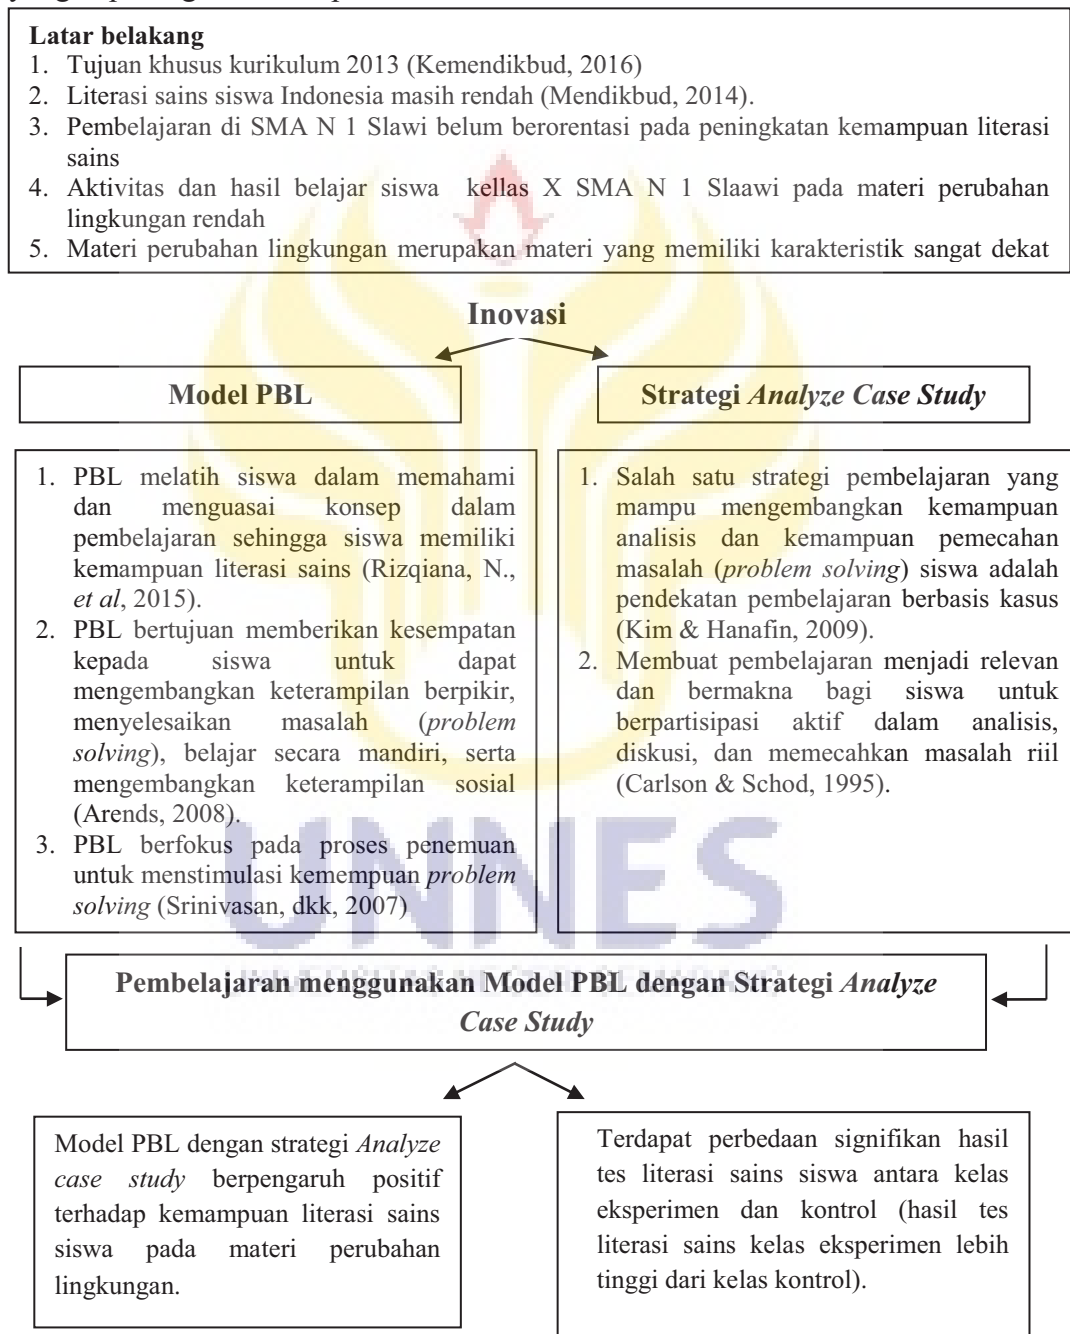 Latar belakang
1. Tujuan khusus kurikulum 2013 (Kemendikbud, 2016)
2. Literasi sains siswa Indonesia masih rendah (Mendikbud, 2014).
3. Pembelajaran di SMA N 1 Slawi belum berorentasi pada peningkatan kemampuan literasi
sains
4. Aktivitas dan hasil belajar siswa kellas X SMA N 1 Slaawi pada materi perubahan
lingkungan rendah
5. Materi perubahan lingkungan merupakan materi yang memiliki karakteristik sangat dekat
Inovasi
Model PBL
Strategi Analyze Case Study
1. PBL melatih siswa dalam memahami
dan menguasai konsep dalam
pembelajaran sehingga siswa memiliki
kemampuan literasi sains (Rizqiana, N.,
et al, 2015).
2. PBL bertujuan memberikan kesempatan
kepada siswa untuk dapat
mengembangkan keterampilan berpikir,
menyelesaikan masalah (problem
solving), belajar secara mandiri, serta
mengembangkan keterampilan sosial
(Arends, 2008).
3. PBL berfokus pada proses penemuan
untuk menstimulasi kemempuan problem
solving (Srinivasan, dkk, 2007)
1. Salah satu strategi pembelajaran yang
mampu mengembangkan kemampuan
analisis dan kemampuan pemecahan
masalah (problem solving) siswa adalah
pendekatan pembelajaran berbasis kasus
(Kim & Hanafin, 2009).
2. Membuat pembelajaran menjadi relevan
dan bermakna bagi siswa untuk
berpartisipasi aktif dalam analisis,
diskusi, dan memecahkan masalah riil
(Carlson & Schod, 1995).
UNNES
Pembelajaran menggunakan Model PBL dengan Strategi Analyze
Case Study
Model PBL dengan strategi Analyze
case study berpengaruh positif
terhadap kemampuan literasi sains
siswa pada materi perubahan
lingkungan.
Terdapat perbedaan signifikan hasil
tes literasi sains siswa antara kelas
eksperimen dan kontrol (hasil tes
literasi sains kelas eksperimen lebih
tinggi dari kelas kontrol).